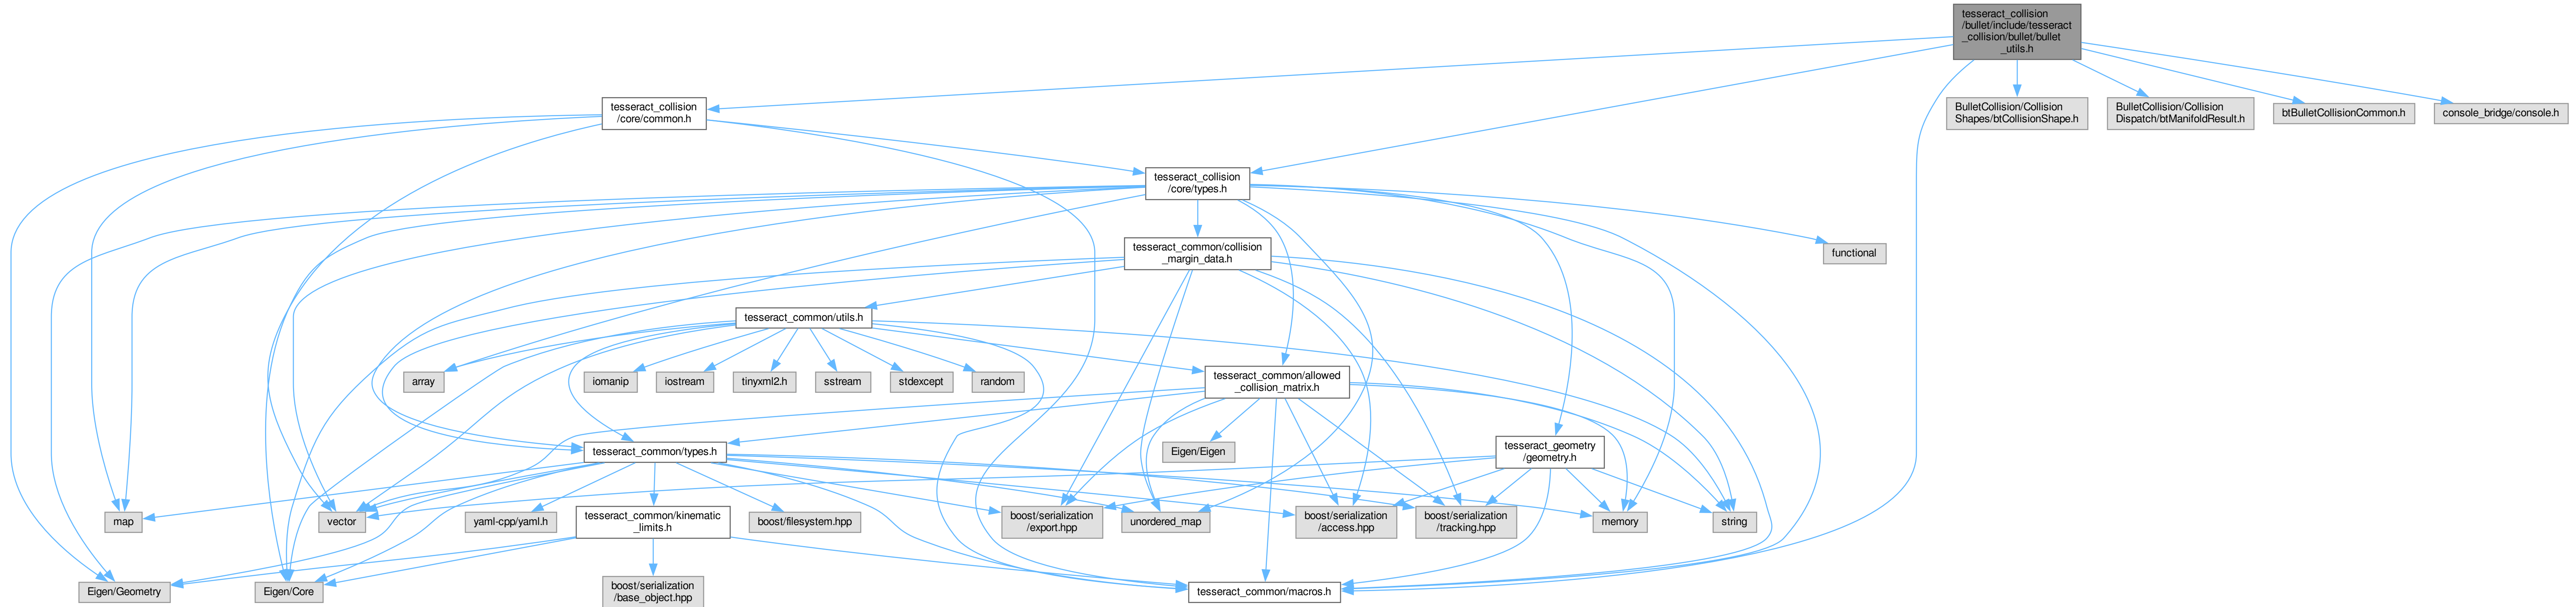 tesseract_collision
/bullet/include/tesseract
_collision/bullet/bullet
_utils.h
tesseract_collision
/core/common.h
BulletCollision/Collision
Shapes/btCollisionShape.h
BulletCollision/Collision
Dispatch/btManifoldResult.h
btBulletCollisionCommon.h
console_bridge/console.h
tesseract_collision
/core/types.h
tesseract_common/collision
_margin_data.h
functional
tesseract_common/utils.h
array
iomanip
iostream
tinyxml2.h
sstream
stdexcept
random
tesseract_common/allowed
_collision_matrix.h
tesseract_common/types.h
Eigen/Eigen
tesseract_geometry
/geometry.h
map
vector
yaml-cpp/yaml.h
tesseract_common/kinematic
_limits.h
boost/filesystem.hpp
boost/serialization
/export.hpp
unordered_map
boost/serialization
/access.hpp
boost/serialization
/tracking.hpp
memory
string
Eigen/Geometry
Eigen/Core
boost/serialization
/base_object.hpp
tesseract_common/macros.h